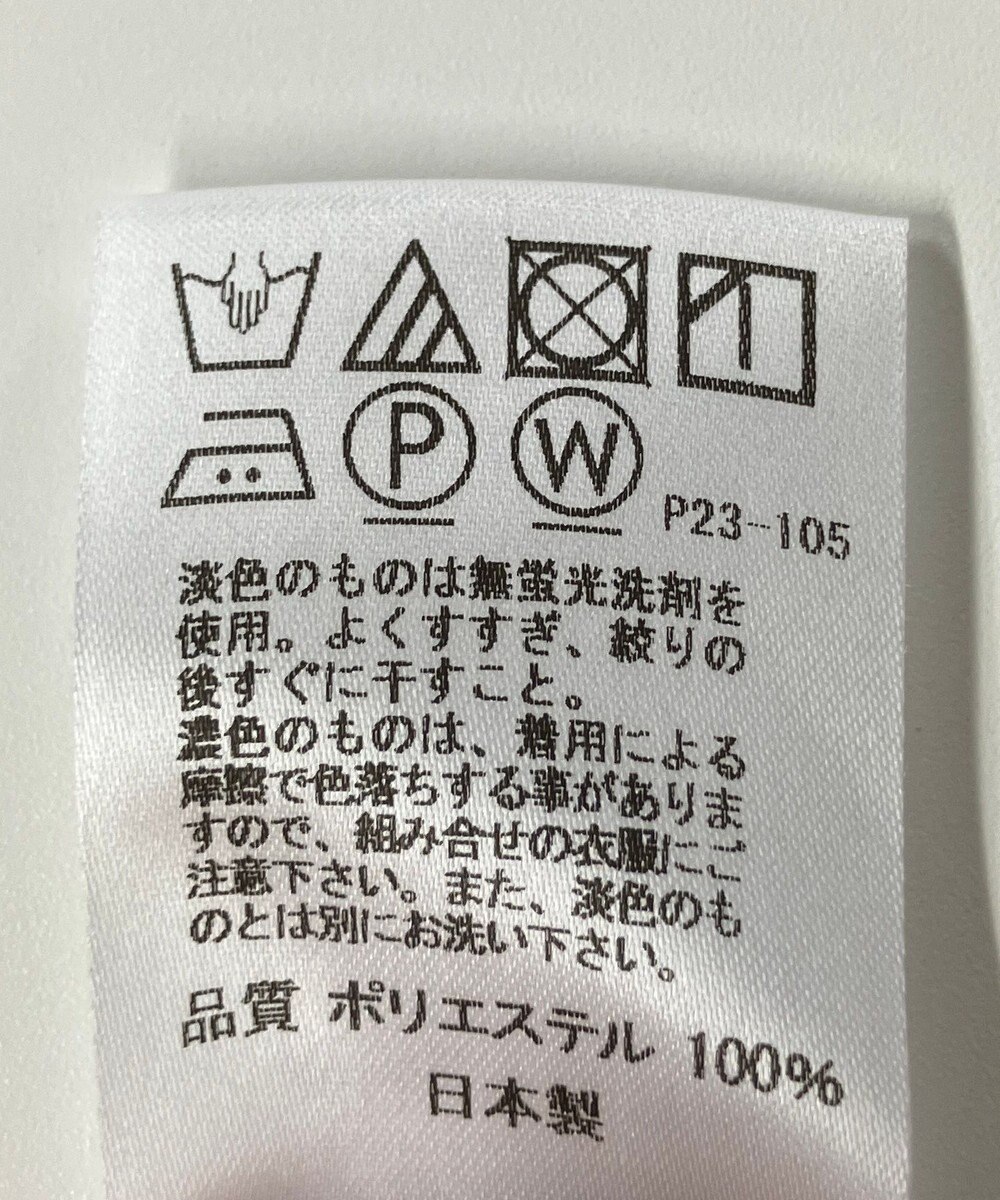 P
W
P23-105
淡色のものは無蛍光洗剤を
使用。よくすすぎ、絞りの
後すぐに干すこと。
濃色のものは、着用による
摩擦で色落ちする事がありま
すので、組み合せの衣服にご
注意下さい。また、淡色のも
のとは別にお洗い下さい。
品質 ポリエステル 100%
日本製